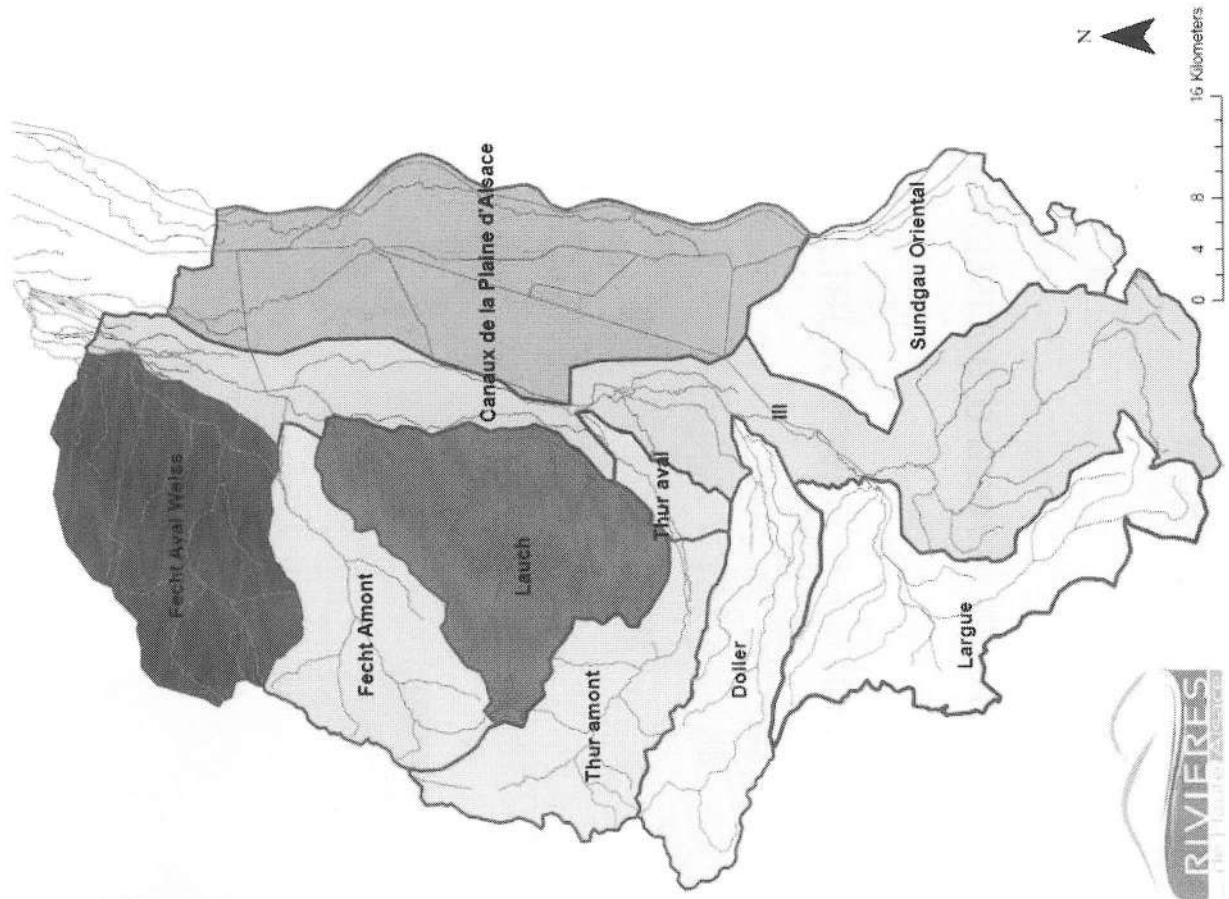 Fecht Aval Weiss
Fecht Amont
Lauch
Canaux de la Plaine d'Alsace
Thur aval
Thur amont
Doller
Ill
Sundgau Oriental
Largue
N
0 4 8 16 Kilometers
RIVIERES